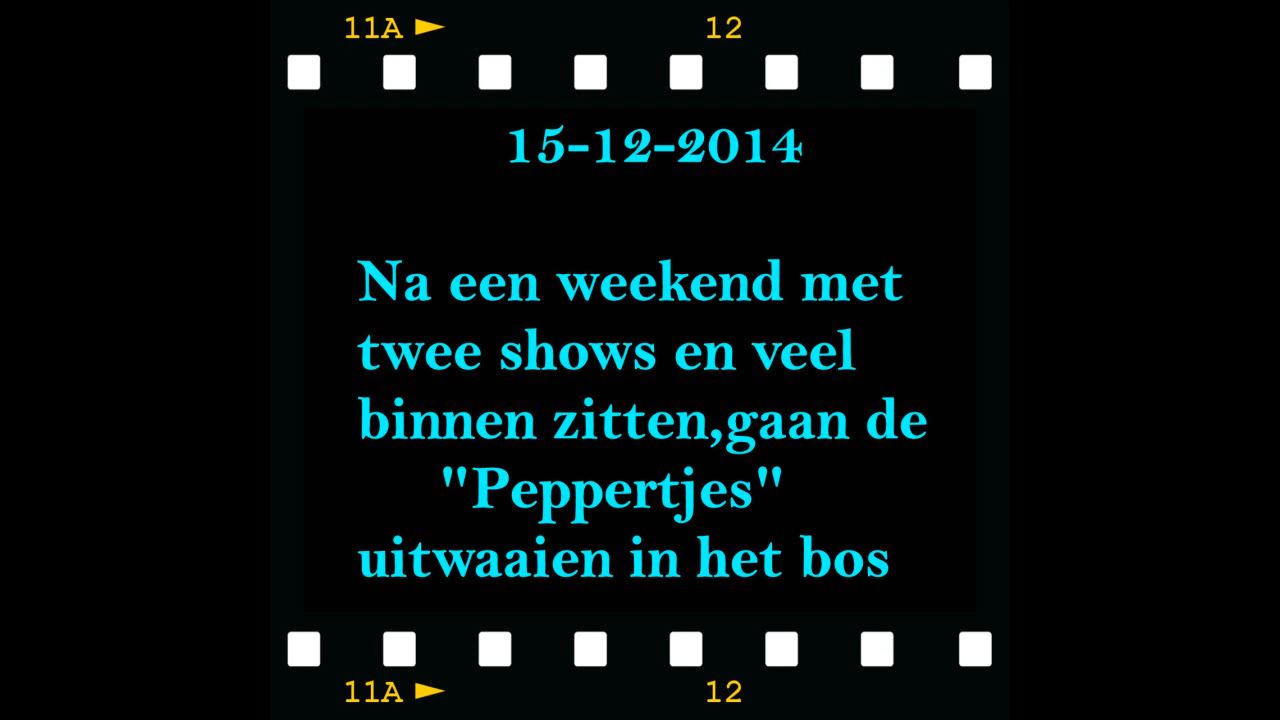 11A ► 12
15-12-2014
Na een weekend met
twee shows en veel
binnen zitten,gaan de
"Peppertjes"
uitwaaien in het bos
11A ► 12